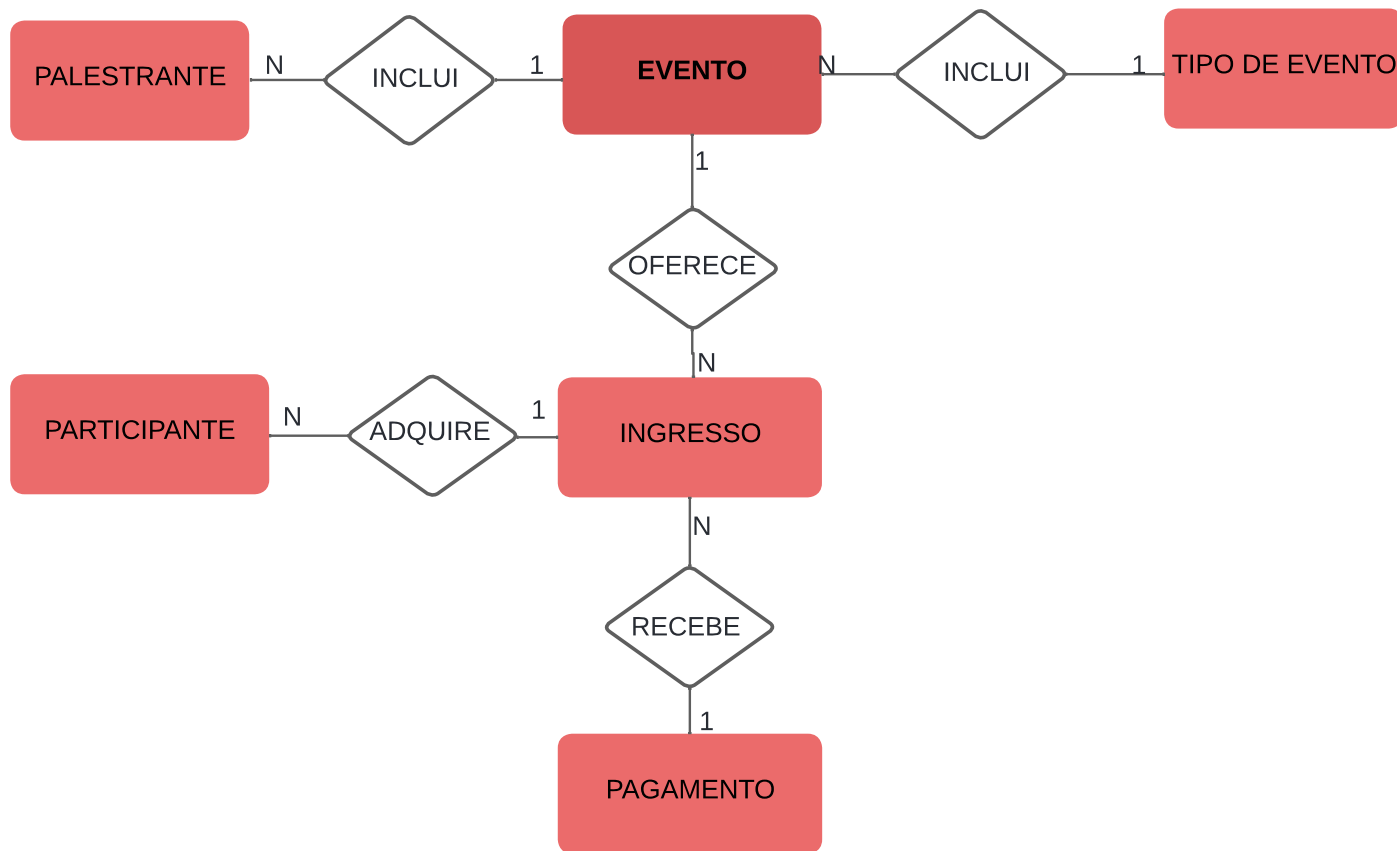 PALESTRANTE N INCLUI 1 EVENTO N INCLUI 1 TIPO DE EVENTO
1
OFERECE
N
PARTICIPANTE N ADQUIRE 1 INGRESSO
N
RECEBE
1
PAGAMENTO